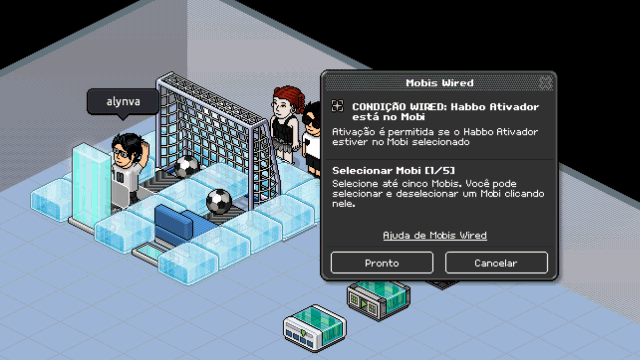 alynva
Mobis Wired
CONDIÇÃO WIRED: Habbo Ativador
está no Mobi
Ativação é permitida se o Habbo Ativador
estiver no Mobi selecionado
Selecionar Mobi [1/5]
Selecione até cinco Mobis. Você pode
selecionar e deselecionar um Mobi clicando
nele.
Ajuda de Mobis Wired
Pronto
Cancelar